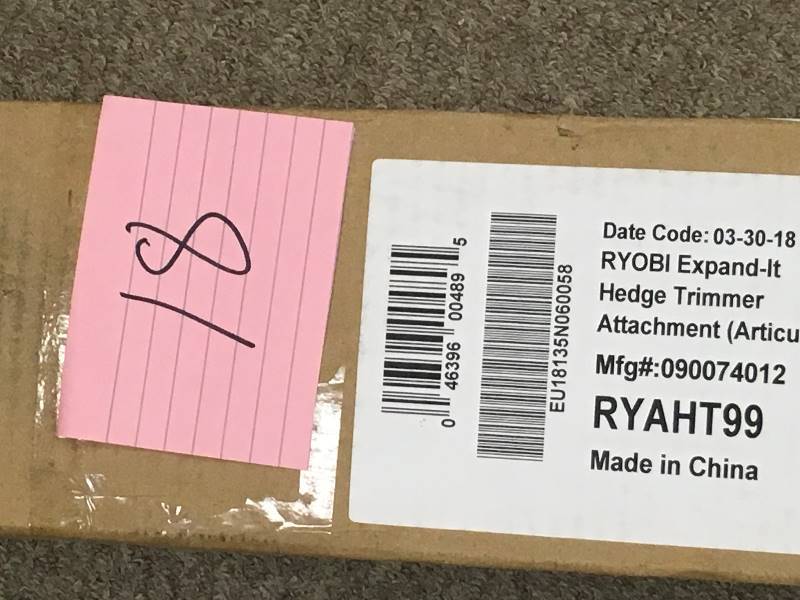 18
0 46396 00489 5
EU18135N060058
Date Code: 03-30-18
RYOBI Expand-It
Hedge Trimmer
Attachment (Articu
Mfg#:090074012
RYAHT99
Made in China